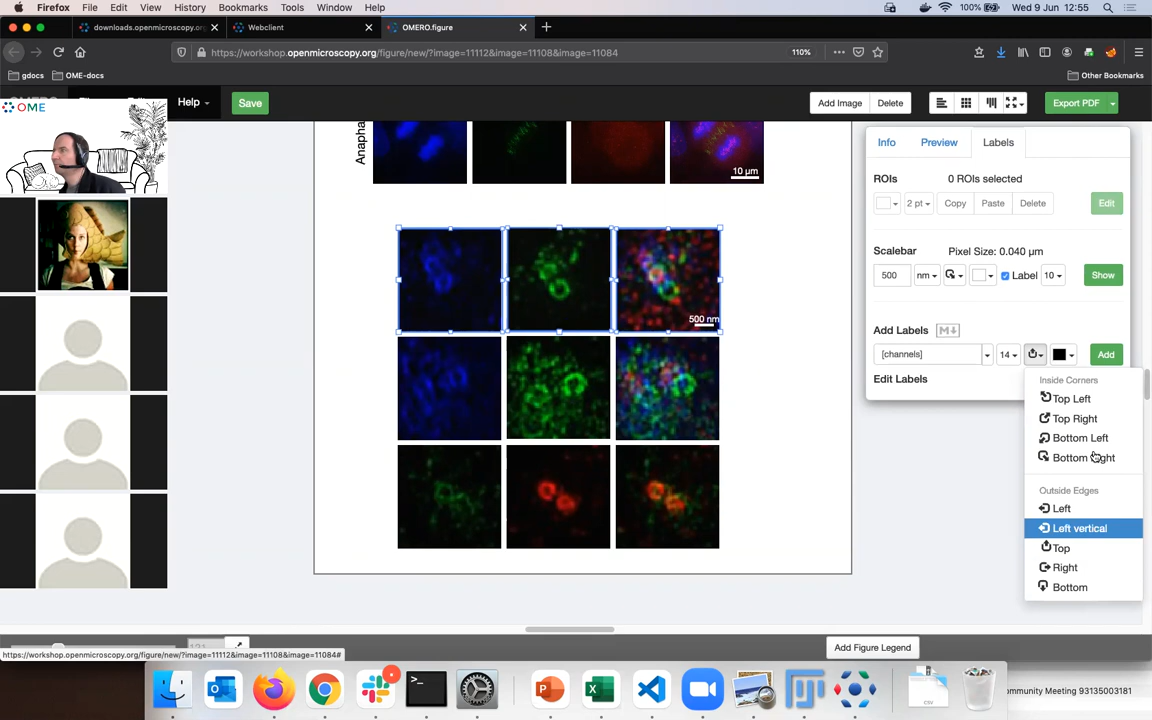 Firefox File Edit View History Bookmarks Tools Window Help 100% Wed 9 Jun 12:55
downloads.openmicroscopy.org Webclient OMERO.figure
https://workshop.openmicroscopy.org/figure/new/?image=11112&image=11108&image=11084 110%
gdocs OME-docs Other Bookmarks
OME
Help Save Add Image Delete Export PDF
Anapha
10 µm
500 nm
Info Preview Labels
ROIs 0 ROIs selected
2 pt Copy Paste Delete Edit
Scalebar Pixel Size: 0.040 µm
500 nm Label 10 Show
Add Labels M
[channels] 14 Add
Edit Labels
Inside Corners
Top Left
Top Right
Bottom Left
Bottom Right
Outside Edges
Left
Left vertical
Top
Right
Bottom
Add Figure Legend
https://workshop.openmicroscopy.org/figure/new/?image=11112&image=11108&image=11084#
ommunity Meeting 93135003181
CSV